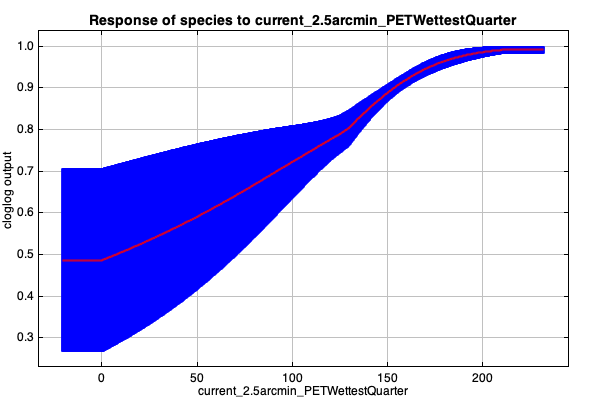 Response of species to current_2.5arcmin_PETWettestQuarter
cloglog output
1.0
0.9
0.8
0.7
0.6
0.5
0.4
0.3
0 50 100 150 200
current_2.5arcmin_PETWettestQuarter